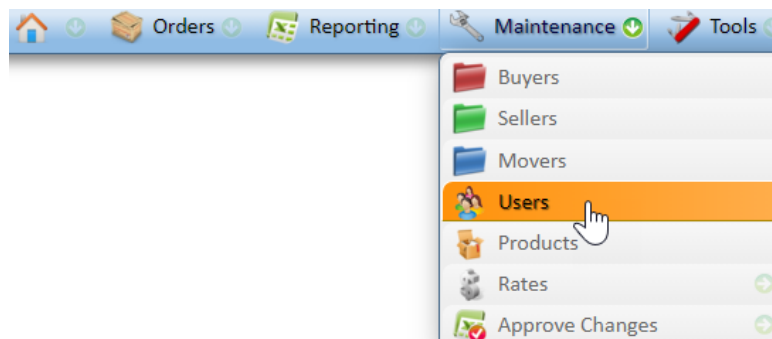 Orders Reporting Maintenance Tools
Buyers
Sellers
Movers
Users
Products
Rates
Approve Changes